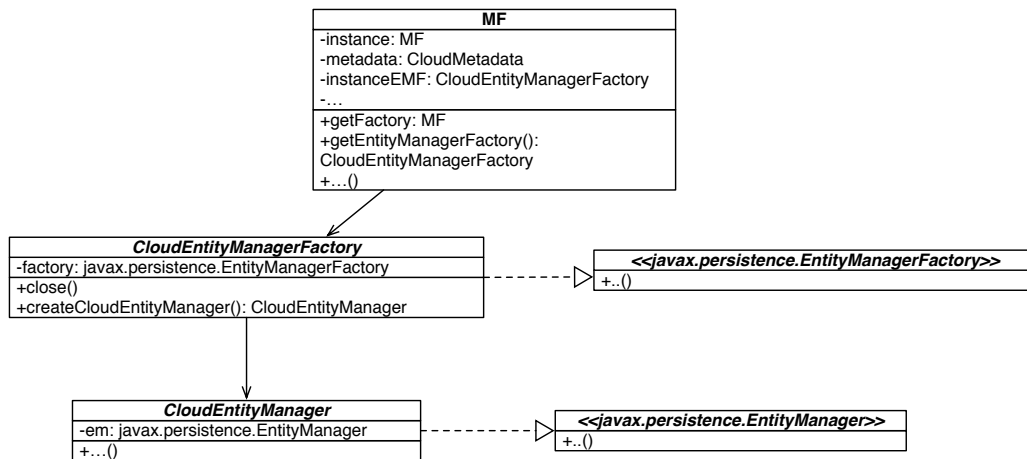 MF
-instance: MF
-metadata: CloudMetadata
-instanceEMF: CloudEntityManagerFactory
-...
+getFactory: MF
+getEntityManagerFactory():
CloudEntityManagerFactory
+...()
CloudEntityManagerFactory
-factory: javax.persistence.EntityManagerFactory
+close()
+createCloudEntityManager(): CloudEntityManager
<<javax.persistence.EntityManagerFactory>>
+..()
CloudEntityManager
-em: javax.persistence.EntityManager
+...()
<<javax.persistence.EntityManager>>
+..()